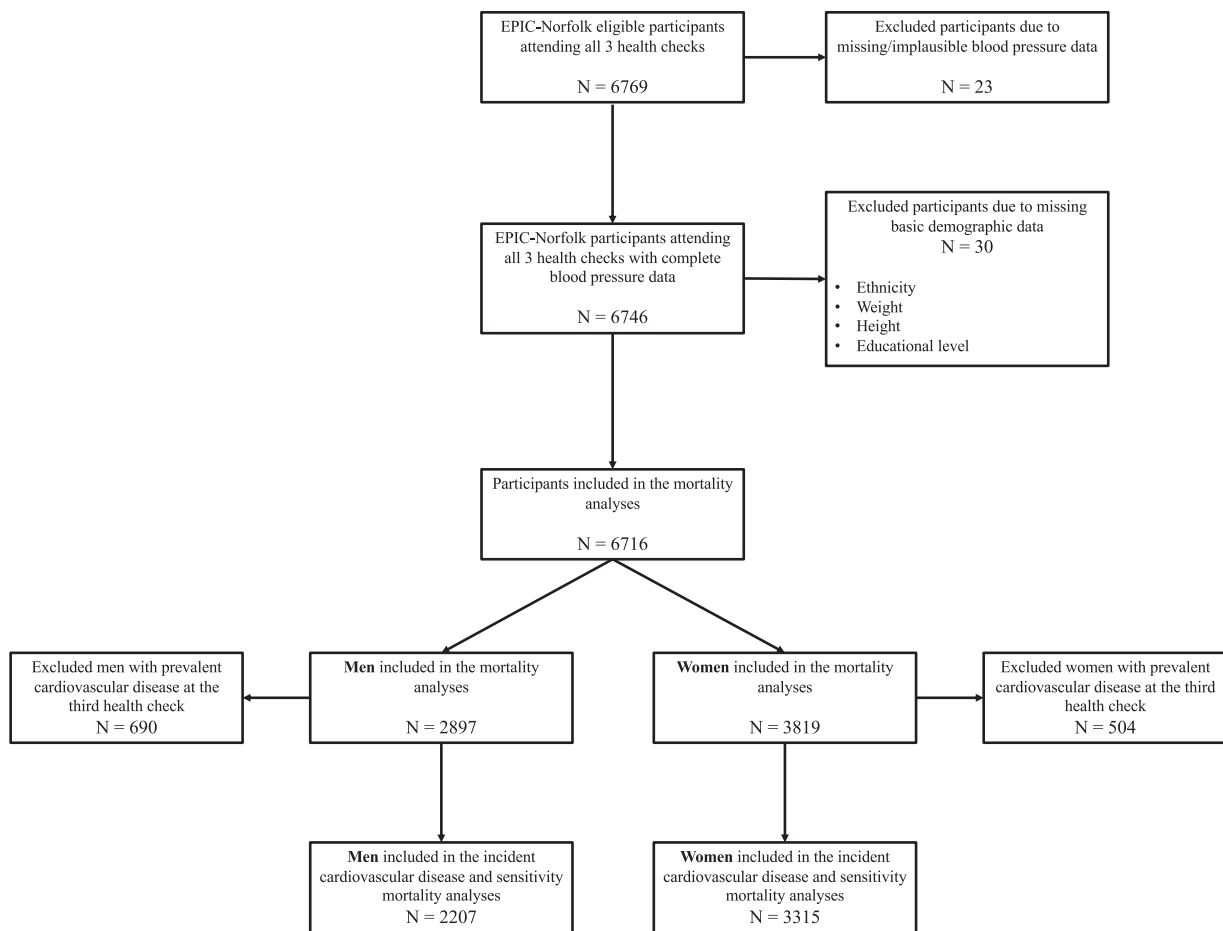 EPIC-Norfolk eligible participants
attending all 3 health checks
N = 6769
Excluded participants due to
missing/implausible blood pressure data
N = 23
EPIC-Norfolk participants attending
all 3 health checks with complete
blood pressure data
N = 6746
Excluded participants due to missing
basic demographic data
N = 30
• Ethnicity
• Weight
• Height
• Educational level
Participants included in the mortality
analyses
N = 6716
Excluded men with prevalent
cardiovascular disease at the
third health check
N = 690
Men included in the mortality
analyses
N = 2897
Women included in the mortality
analyses
N = 3819
Excluded women with prevalent
cardiovascular disease at the third
health check
N = 504
Men included in the incident
cardiovascular disease and sensitivity
mortality analyses
N = 2207
Women included in the incident
cardiovascular disease and sensitivity
mortality analyses
N = 3315